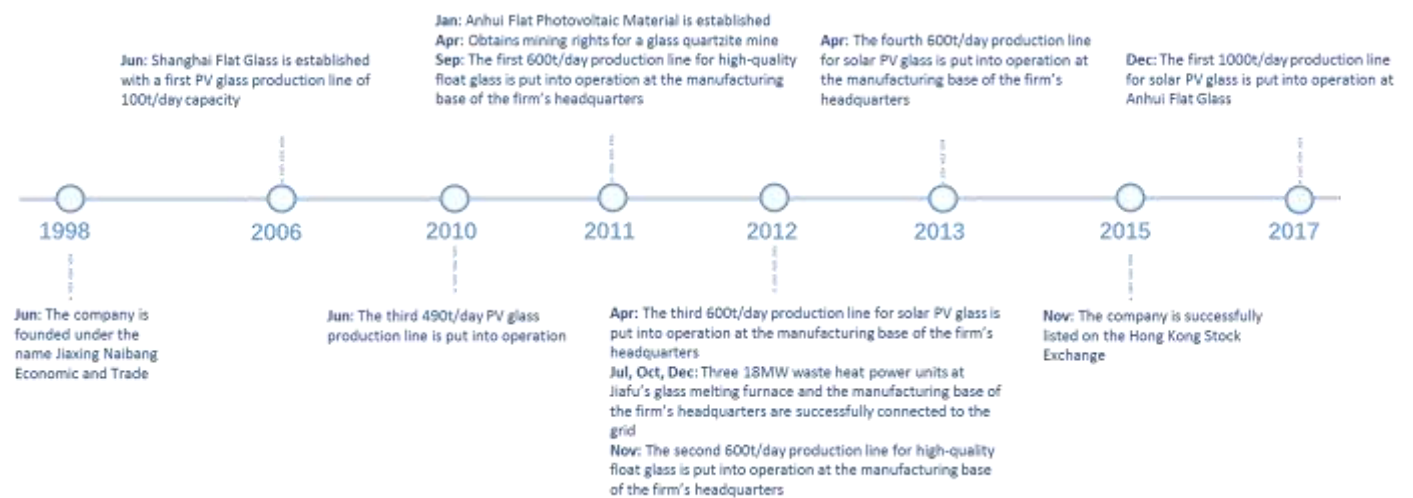 Jun: Shanghai Flat Glass is established
with a first PV glass production line of
100t/day capacity
Jan: Anhui Flat Photovoltaic Material is established
Apr: Obtains mining rights for a glass quartzite mine
Sep: The first 600t/day production line for high-quality
float glass is put into operation at the manufacturing
base of the firm's headquarters
Apr: The fourth 600t/day production line
for solar PV glass is put into operation at
the manufacturing base of the firm's
headquarters
Dec: The first 1000t/day production line
for solar PV glass is put into operation at
Anhui Flat Glass
1998 2006 2010 2011 2012 2013 2015 2017
Jun: The company is
founded under the
name Jiaxing Naibang
Economic and Trade
Jun: The third 490t/day PV glass
production line is put into operation
Apr: The third 600t/day production line for solar PV glass is
put into operation at the manufacturing base of the firm's
headquarters
Jul, Oct, Dec: Three 18MW waste heat power units at
Jiafu's glass melting furnace and the manufacturing base of
the firm's headquarters are successfully connected to the
grid
Nov: The second 600t/day production line for high-quality
float glass is put into operation at the manufacturing base
of the firm's headquarters
Nov: The company is successfully
listed on the Hong Kong Stock
Exchange